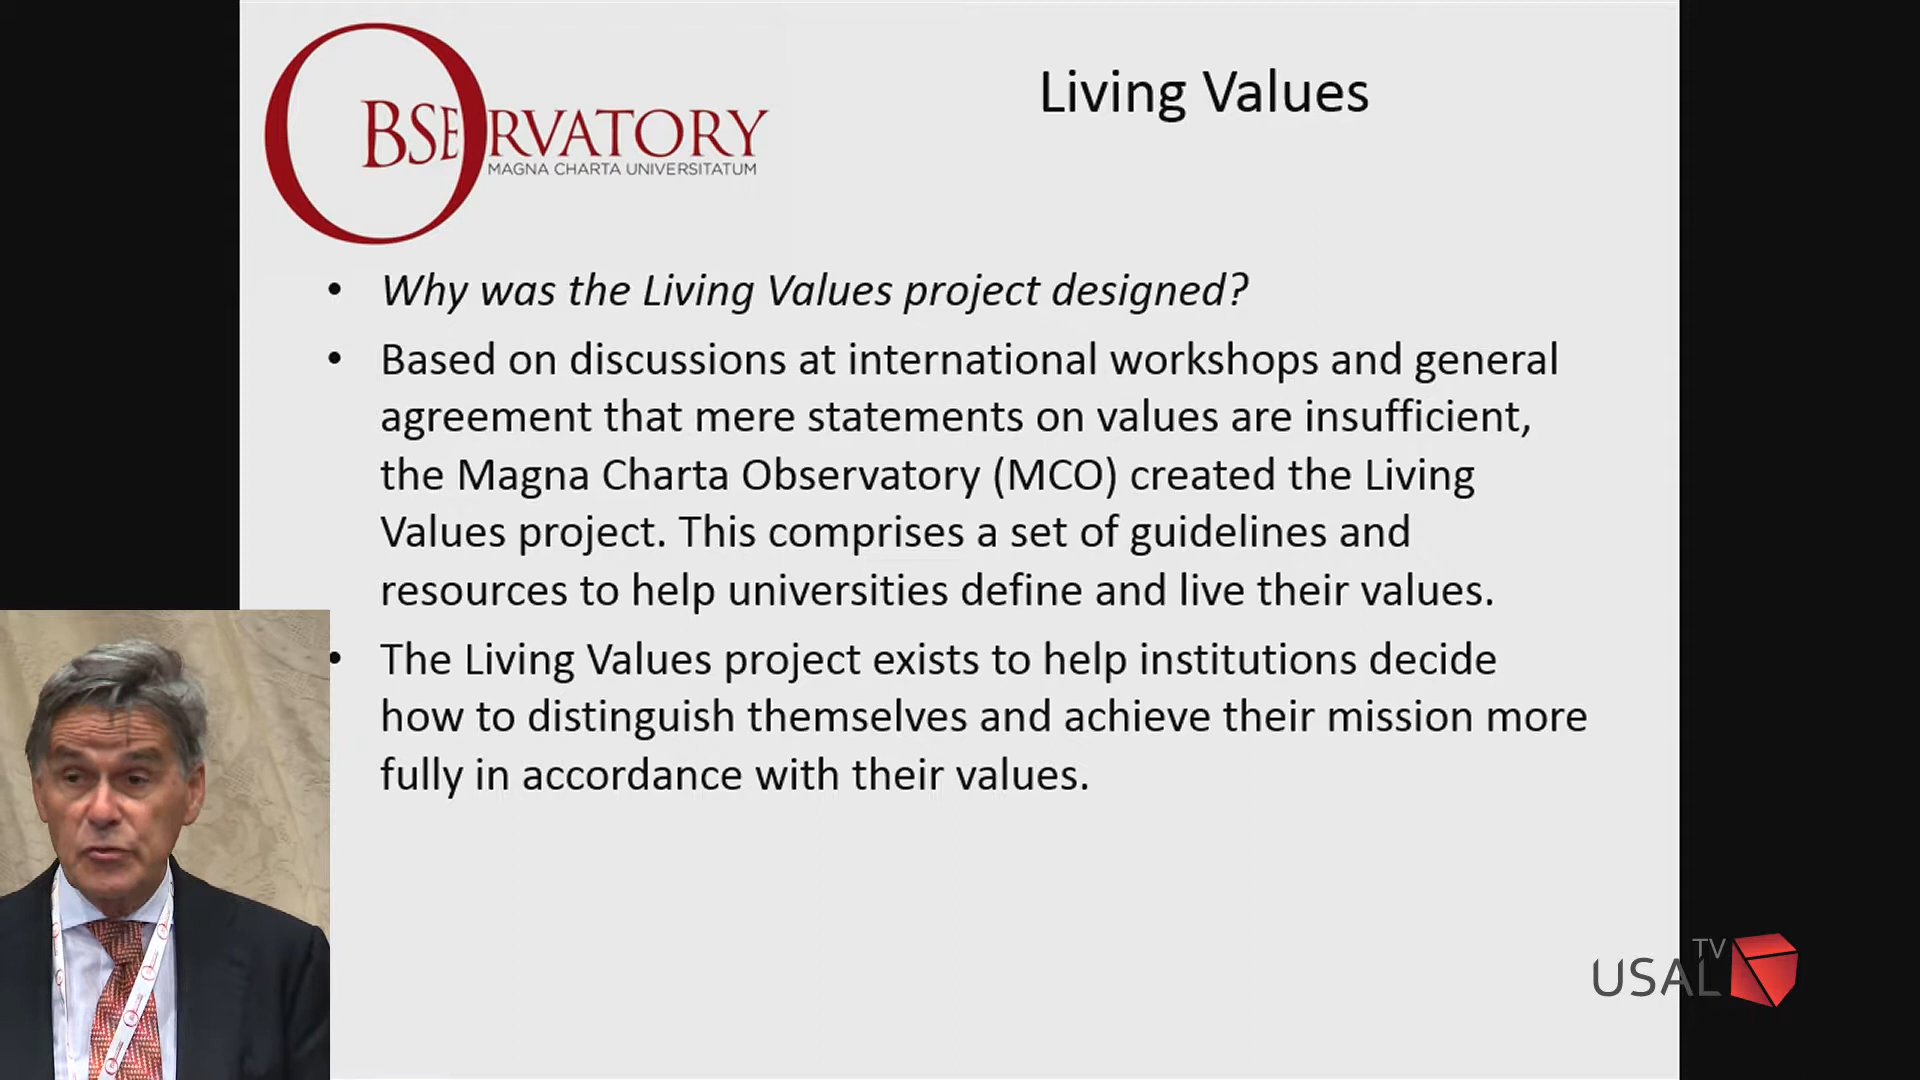 OBSERVATORY
MAGNA CHARTA UNIVERSITATUM
Living Values
• Why was the Living Values project designed?
• Based on discussions at international workshops and general
agreement that mere statements on values are insufficient,
the Magna Charta Observatory (MCO) created the Living
Values project. This comprises a set of guidelines and
resources to help universities define and live their values.
• The Living Values project exists to help institutions decide
how to distinguish themselves and achieve their mission more
fully in accordance with their values.
USAL TV